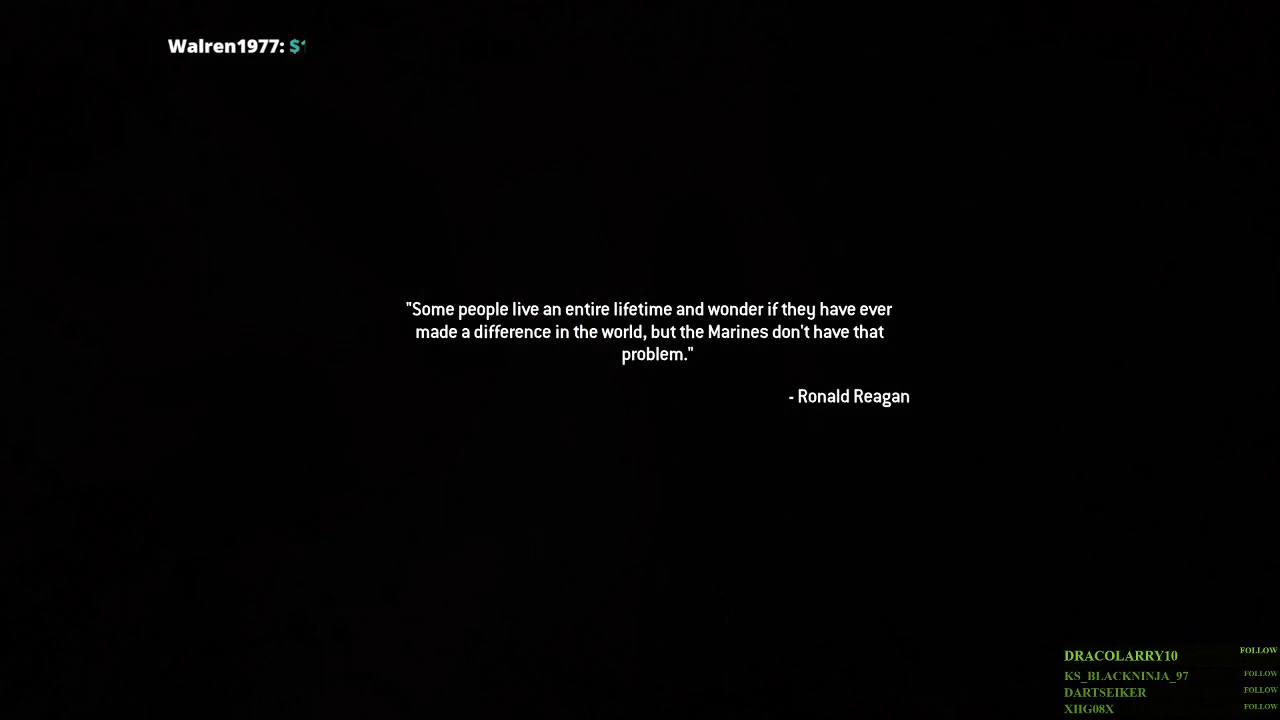 Walren1977: $1
"Some people live an entire lifetime and wonder if they have ever
made a difference in the world, but the Marines don't have that
problem."
- Ronald Reagan
DRACOLARRY10 FOLLOW
KS_BLACKNINJA_97 FOLLOW
DARTSEIKER FOLLOW
XHG08X FOLLOW